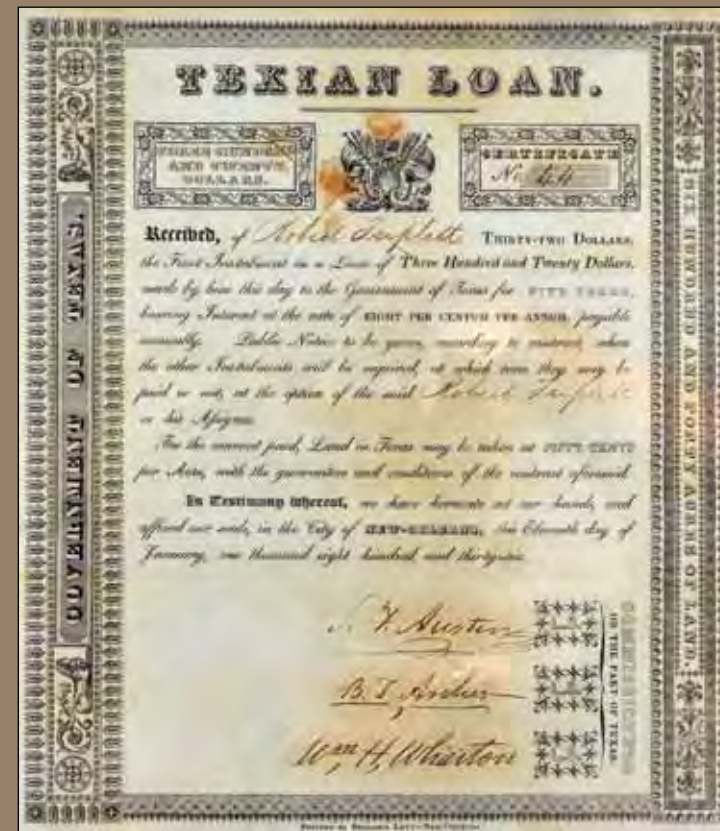 TEXIAN LOAN.
THREE HUNDRED
AND TWENTY
DOLLARS.
CERTIFICATE
No. 44
Received, of Robert Triplett THIRTY-TWO DOLLARS,
the First Instalment on a Loan of Three Hundred and Twenty Dollars,
made by him this day to the Government of Texas for FIVE YEARS,
bearing Interest at the rate of EIGHT PER CENTUM PER ANNUM, payable
annually. Public Notice to be given, according to contract, when
the other Instalments will be required, at which time they may be
paid or not, at the option of the said Robert Triplett
or his Assigns.
For the amount paid, Land in Texas may be taken at FIFTY CENTS
per Acre, with the guarantees and conditions of the contract aforesaid.
In Testimony whereof, we have hereunto set our hands, and
affixed our seals, in the City of NEW-ORLEANS, this Eleventh day of
January, one thousand eight hundred and thirty-six.
S. F. Austin
B. T. Archer
Wm. H. Wharton
COMMISSIONERS
ON THE PART OF TEXAS
GOVERNMENT OF TEXAS.
SIX HUNDRED AND FORTY ACRES OF LAND.